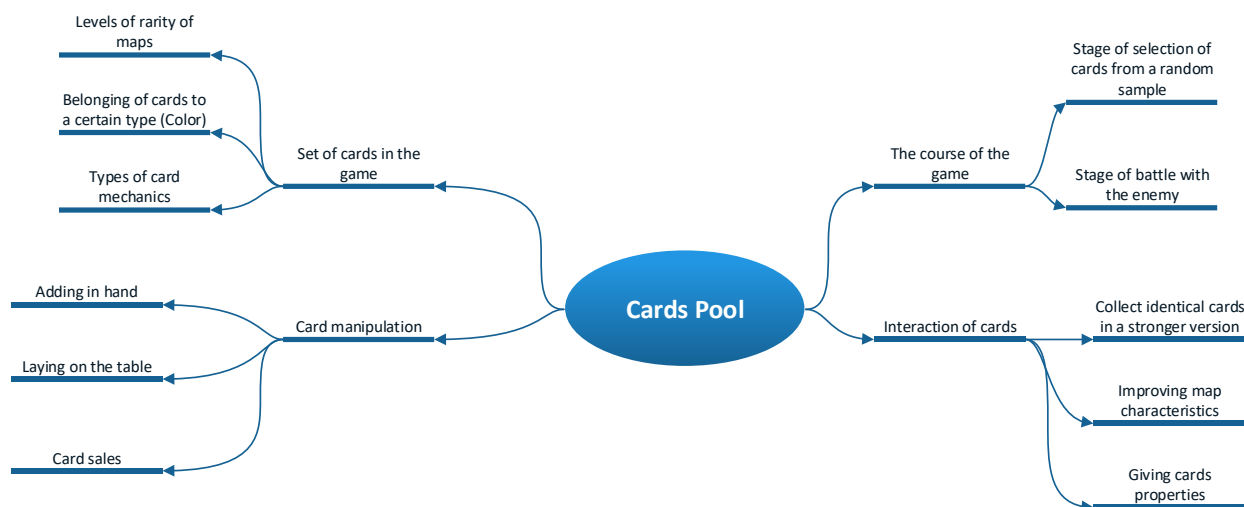 Levels of rarity of
maps
Belonging of cards to
a certain type (Color)
Types of card
mechanics
Set of cards in the
game
Adding in hand
Laying on the table
Card sales
Card manipulation
Cards Pool
The course of the
game
Stage of selection of
cards from a random
sample
Stage of battle with
the enemy
Interaction of cards
Collect identical cards
in a stronger version
Improving map
characteristics
Giving cards
properties